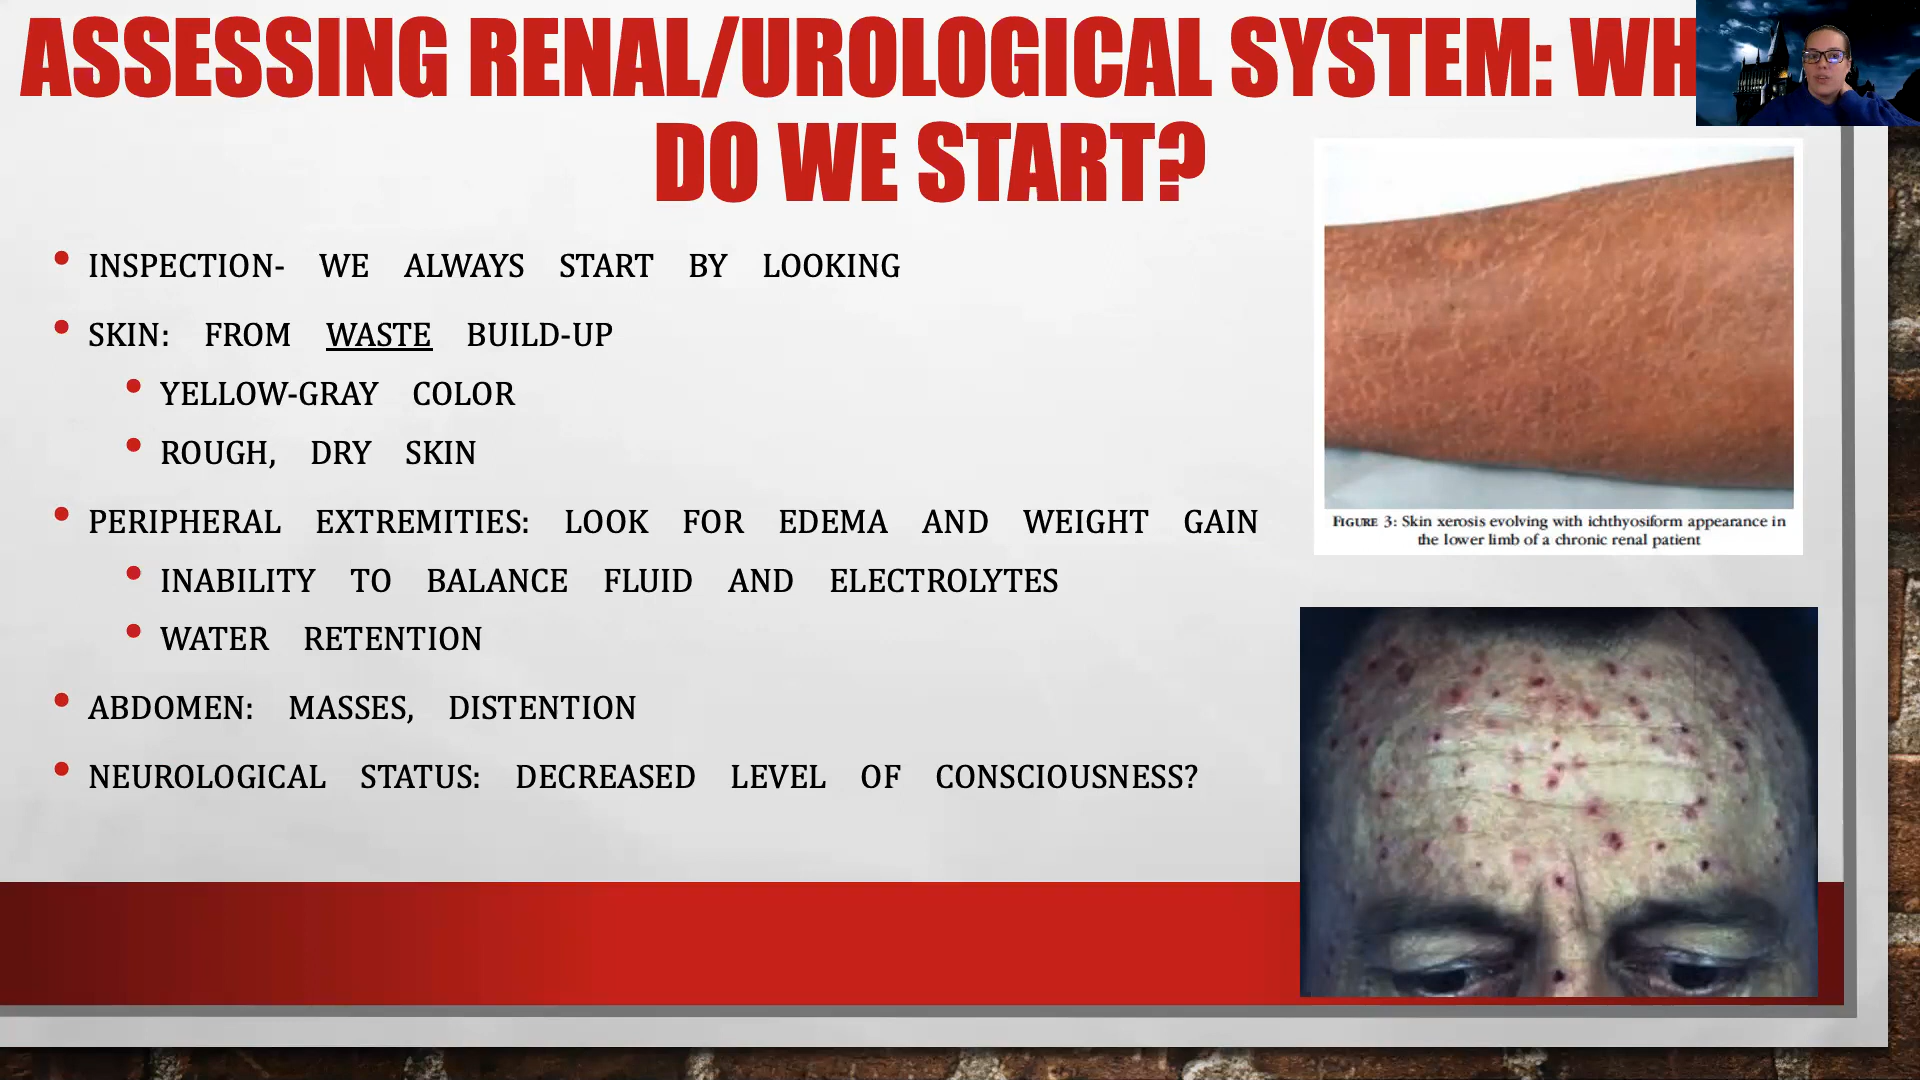 ASSESSING RENAL/UROLOGICAL SYSTEM:
DO WE START?
INSPECTION- WE ALWAYS START BY LOOKING
SKIN: FROM WASTE BUILD-UP
YELLOW-GRAY COLOR
ROUGH, DRY SKIN
PERIPHERAL EXTREMITIES: LOOK FOR EDEMA AND WEIGHT GAIN
INABILITY TO BALANCE FLUID AND ELECTROLYTES
WATER RETENTION
ABDOMEN: MASSES, DISTENTION
NEUROLOGICAL STATUS: DECREASED LEVEL OF CONSCIOUSNESS?
FIGURE 3: Skin xerosis evolving with ichthyosiform appearance in
the lower limb of a chronic renal patient